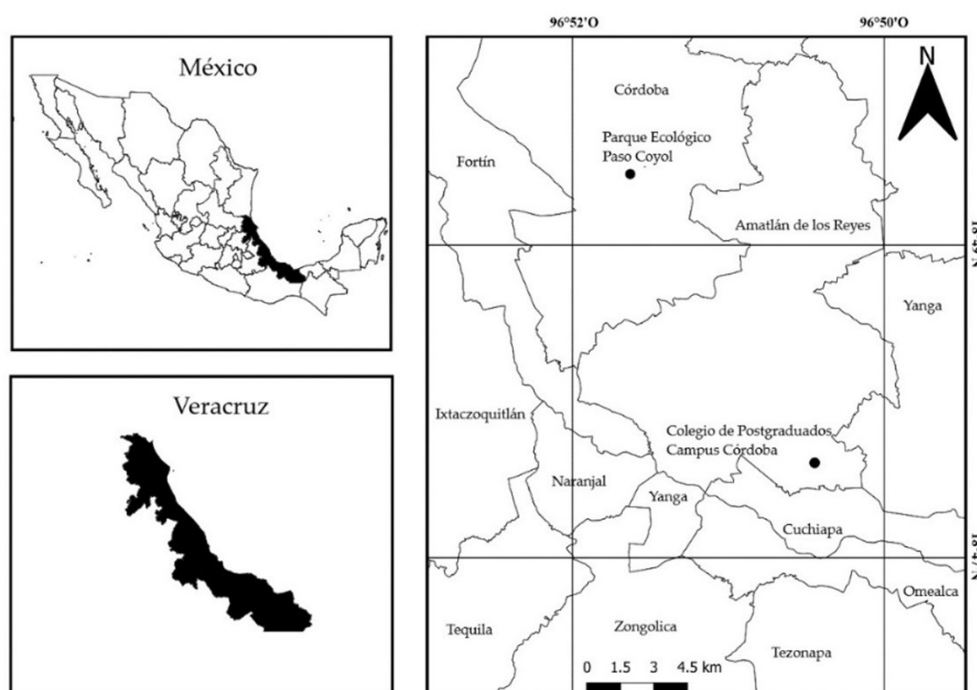 México
Veracruz
96°52'O
96°50'O
N
Córdoba
Parque Ecológico
Paso Coyol
Fortín
Amatlán de los Reyes
Yanga
Ixtaczoquitlán
Colegio de Postgraduados
Campus Córdoba
Naranjal
Yanga
Cuchiapa
Omealca
Tequila
Zongolica
Tezonapa
0 1.5 3 4.5 km